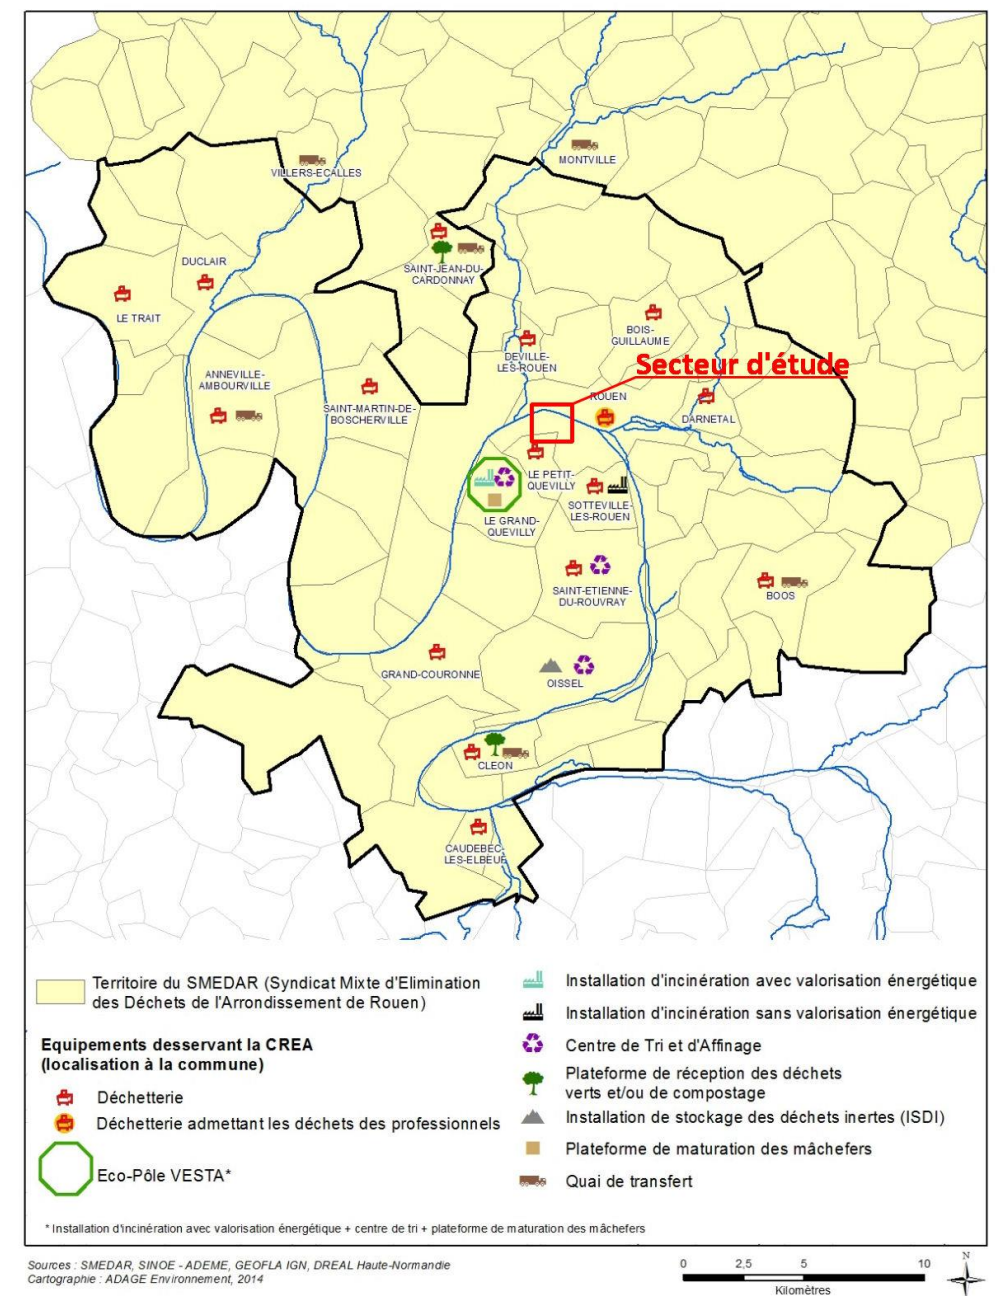 MONTVILLE
VILLERS-ECALLES
DUCLAIR
SAINT-JEAN-DU-
CARDONNAY
LE TRAIT
BOIS-
GUILLAUME
DEVILLE-
LES-ROUEN
Secteur d'étude
ANNEVILLE-
AMBOURVILLE
ROUEN
SAINT-MARTIN-DE-
BOSCHERVILLE
DARNETAL
LE PETIT-
QUEVILLY
SOTTEVILLE-
LES-ROUEN
LE GRAND-
QUEVILLY
SAINT-ETIENNE-
DU-ROUVRAY
BOOS
GRAND-COURONNE
OISSEL
CLEON
CAUDEBEC-
LES-ELBEUF
Territoire du SMEDAR (Syndicat Mixte d'Elimination
des Déchets de l'Arrondissement de Rouen)
Equipements desservant la CREA
(localisation à la commune)
Déchetterie
Déchetterie admettant les déchets des professionnels
Eco-Pôle VESTA*
Installation d'incinération avec valorisation énergétique
Installation d'incinération sans valorisation énergétique
Centre de Tri et d'Affinage
Plateforme de réception des déchets
verts et/ou de compostage
Installation de stockage des déchets inertes (ISDI)
Plateforme de maturation des mâchefers
Quai de transfert
* Installation d'incinération avec valorisation énergétique + centre de tri + plateforme de maturation des mâchefers
Sources : SMEDAR, SINOE - ADEME, GEOFLA IGN, DREAL Haute-Normandie
Cartographie : ADAGE Environnement, 2014
0 2,5 5 10
Kilomètres
N